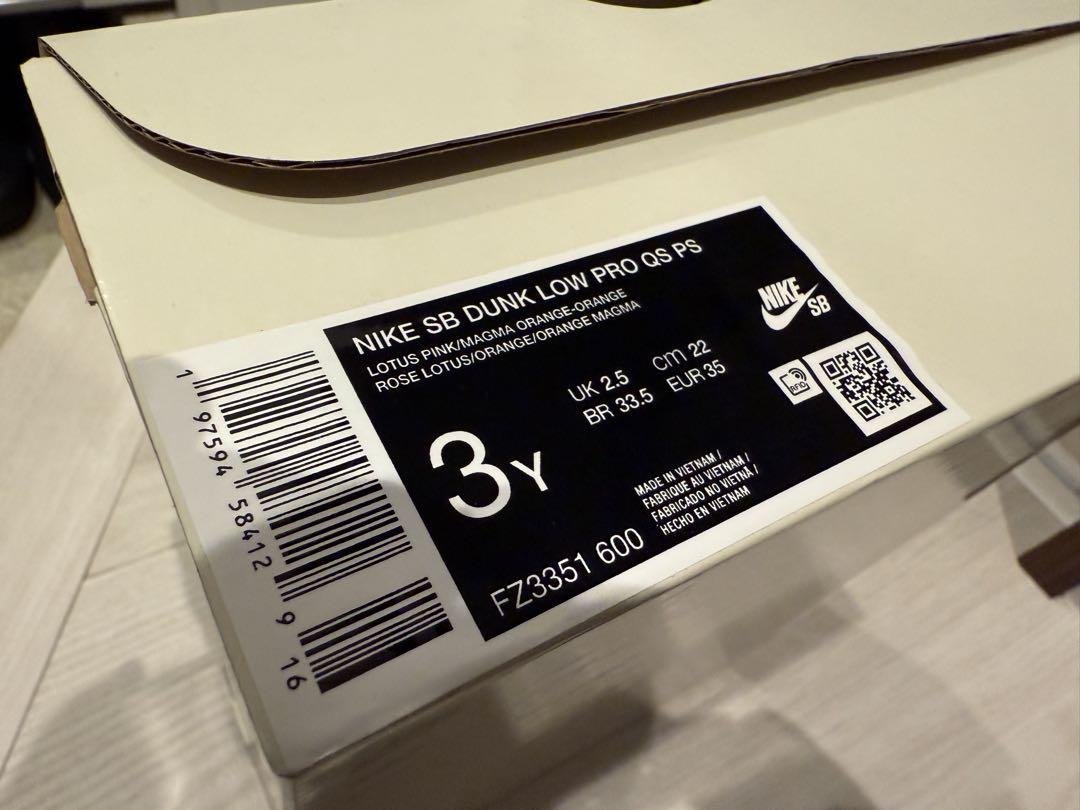 NIKE SB DUNK LOW PRO QS PS
LOTUS PINK/MAGMA ORANGE-ORANGE
ROSE LOTUS/ORANGE/ORANGE MAGMA
NIKE
SB
UK 2.5 cm 22
BR 33.5 EUR 35
RFID
3Y
MADE IN VIETNAM /
FABRIQUE AU VIETNAM /
FABRICADO NO VIETNÃ /
HECHO EN VIETNAM
FZ3351 600
1 97594 58412 9 16